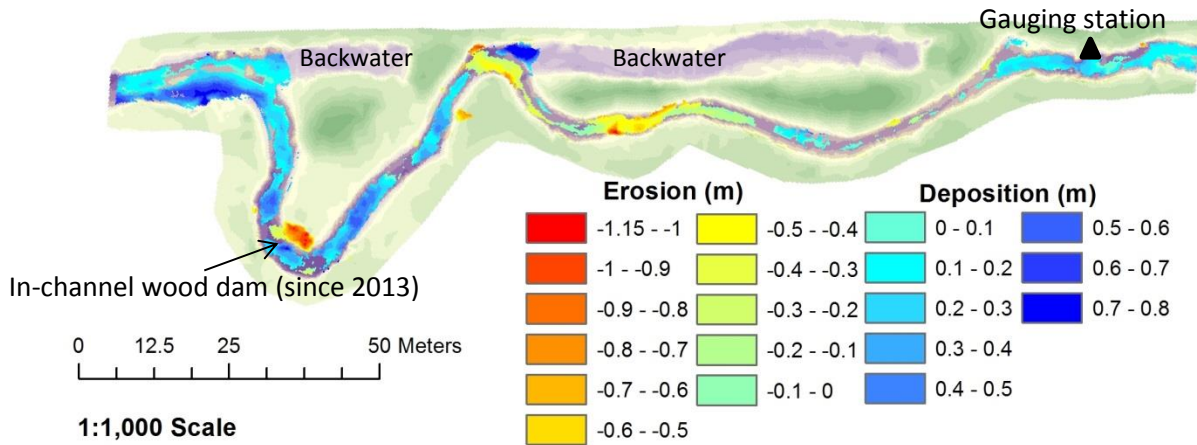 Gauging station
Backwater
Backwater
In-channel wood dam (since 2013)
0 12.5 25 50 Meters
1:1,000 Scale
Erosion (m)
-1.15 - -1
-1 - -0.9
-0.9 - -0.8
-0.8 - -0.7
-0.7 - -0.6
-0.6 - -0.5
-0.5 - -0.4
-0.4 - -0.3
-0.3 - -0.2
-0.2 - -0.1
-0.1 - 0
Deposition (m)
0 - 0.1
0.1 - 0.2
0.2 - 0.3
0.3 - 0.4
0.4 - 0.5
0.5 - 0.6
0.6 - 0.7
0.7 - 0.8